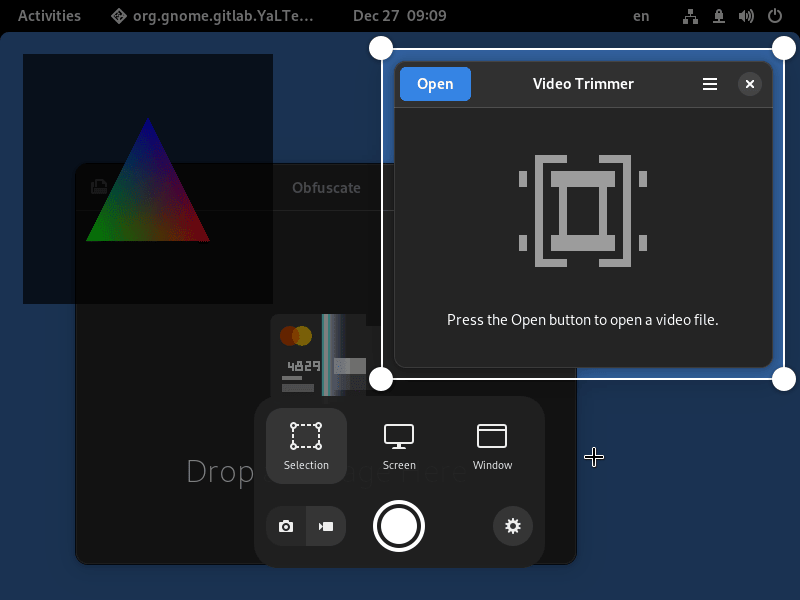 Activities org.gnome.gitlab.YaLTe… Dec 27 09:09 en
Open Video Trimmer
Obfuscate
Press the Open button to open a video file.
4829
Drop
Selection Screen Window